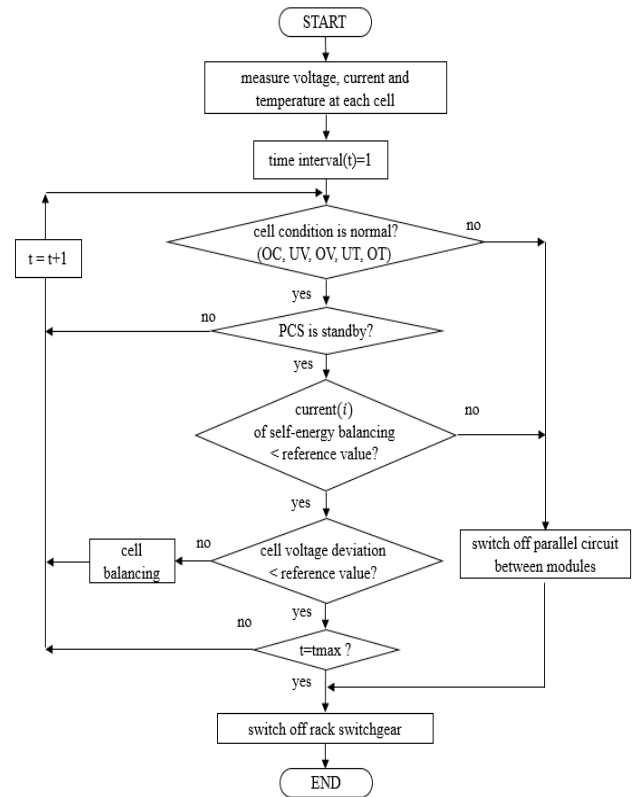 START
measure voltage, current and
temperature at each cell
time interval(t)=1
cell condition is normal?
(OC, UV, OV, UT, OT)
no
t = t+1
yes
no
PCS is standby?
yes
current(i)
of self-energy balancing
< reference value?
no
yes
cell
balancing
no
cell voltage deviation
< reference value?
switch off parallel circuit
between modules
yes
no
t=tmax ?
yes
switch off rack switchgear
END